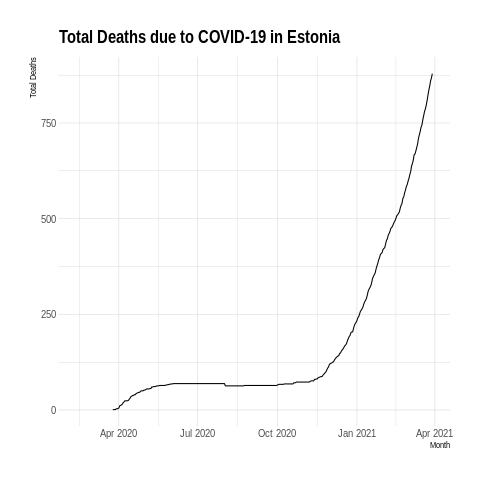 Total Deaths due to COVID-19 in Estonia
Total Deaths
750
500
250
0
Apr 2020 Jul 2020 Oct 2020 Jan 2021 Apr 2021
Month